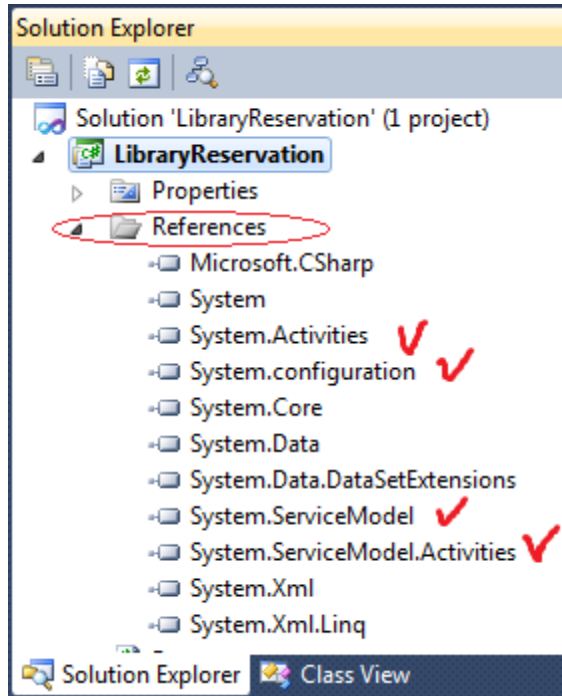 Solution Explorer
Solution 'LibraryReservation' (1 project)
LibraryReservation
Properties
References
Microsoft.CSharp
System
System.Activities
System.configuration
System.Core
System.Data
System.Data.DataSetExtensions
System.ServiceModel
System.ServiceModel.Activities
System.Xml
System.Xml.Linq
Solution Explorer Class View